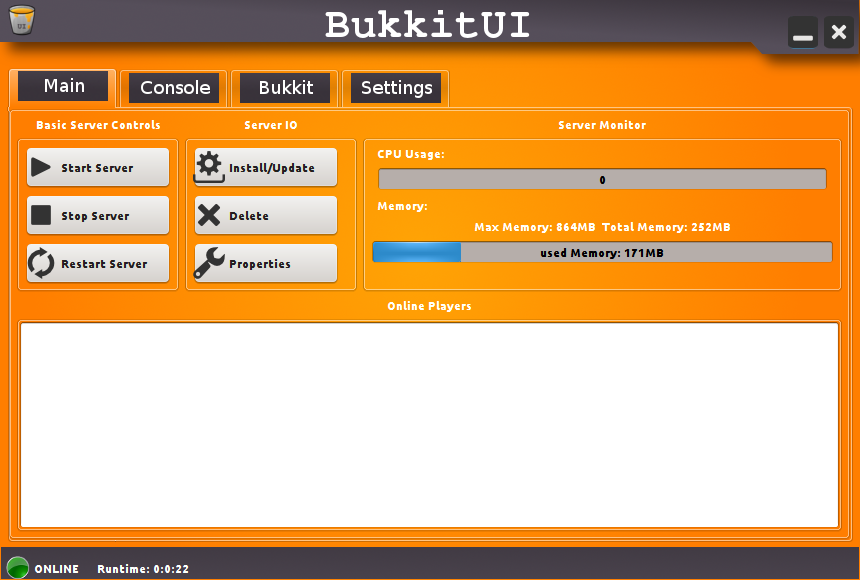 UI
BukkitUI
Main
Console
Bukkit
Settings
Basic Server Controls
Server IO
Server Monitor
Start Server
Stop Server
Restart Server
Install/Update
Delete
Properties
CPU Usage:
0
Memory:
Max Memory: 864MB Total Memory: 252MB
used Memory: 171MB
Online Players
ONLINE Runtime: 0:0:22